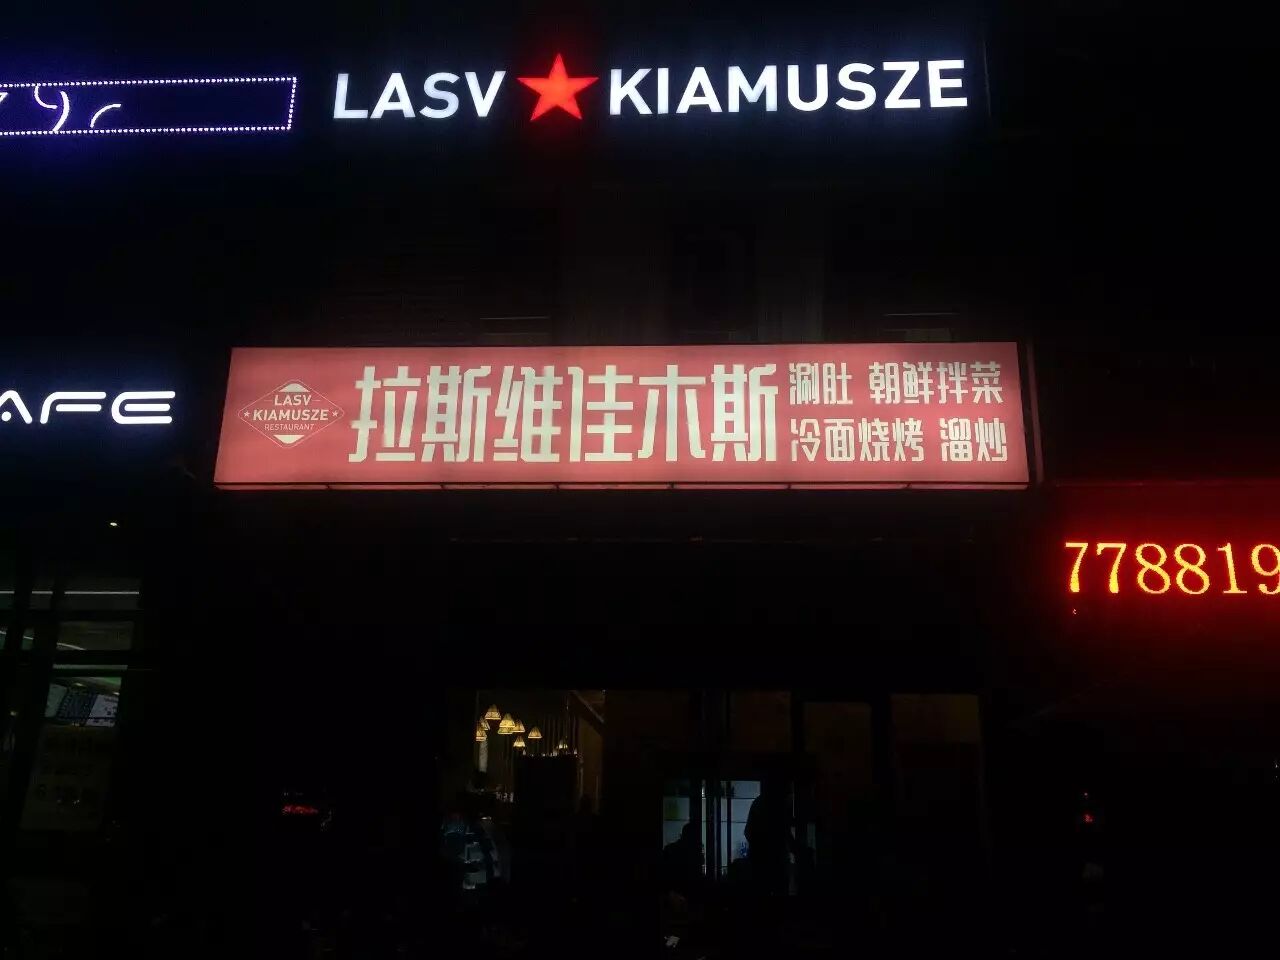 LASV★KIAMUSZE
AFE
LASV
★KIAMUSZE★
RESTAURANT
拉斯维佳木斯
涮肚 朝鲜拌菜
冷面烧烤 溜炒
778819